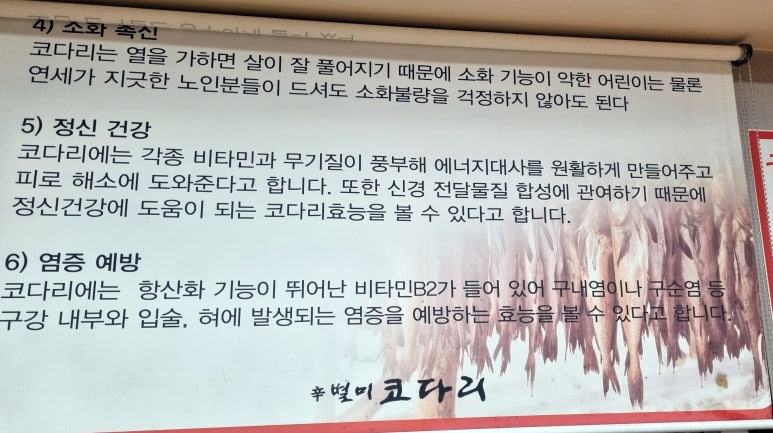 4) 소화 촉신
코다리는 열을 가하면 살이 잘 풀어지기 때문에 소화 기능이 약한 어린이는 물론
연세가 지긋한 노인분들이 드셔도 소화불량을 걱정하지 않아도 된다
5) 정신 건강
코다리에는 각종 비타민과 무기질이 풍부해 에너지대사를 원활하게 만들어주고
피로 해소에 도와준다고 합니다. 또한 신경 전달물질 합성에 관여하기 때문에
정신건강에 도움이 되는 코다리효능을 볼 수 있다고 합니다.
6) 염증 예방
코다리에는 항산화 기능이 뛰어난 비타민B2가 들어 있어 구내염이나 구순염 등
구강 내부와 입술, 혀에 발생되는 염증을 예방하는 효능을 볼 수 있다고 합니다.
辛별미 코다리